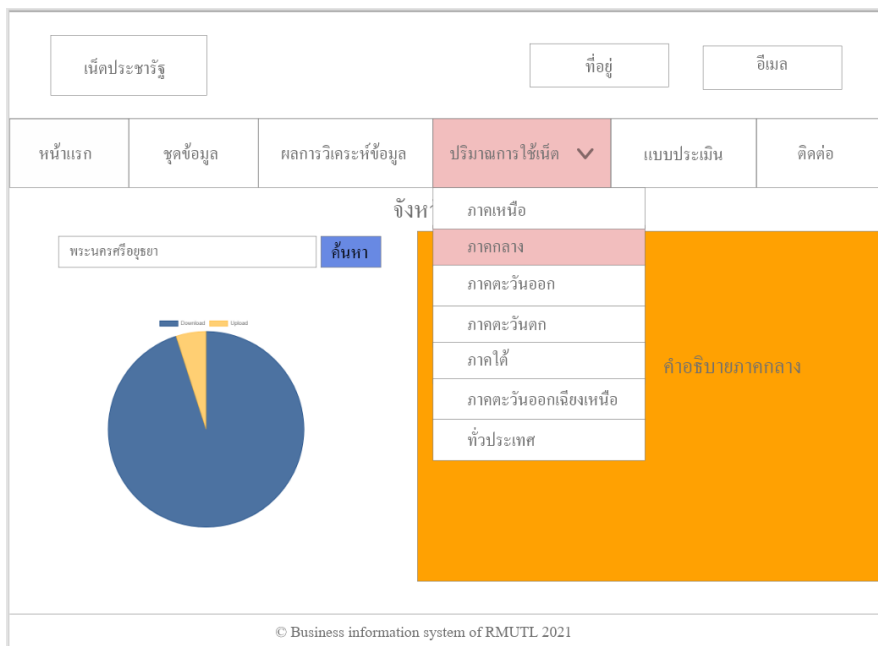 เน็ตประชารัฐ
ที่อยู่
อีเมล
หน้าแรก
ชุดข้อมูล
ผลการวิเคระห์ข้อมูล
ปริมาณการใช้เน็ต
แบบประเมิน
ติดต่อ
ภาคเหนือ
พระนครศรีอยุธยา
ค้นหา
ภาคกลาง
ภาคตะวันออก
Download
Upload
ภาคตะวันตก
ภาคใต้
คำอธิบายภาคกลาง
ภาคตะวันออกเฉียงเหนือ
ทั่วประเทศ
© Business information system of RMUTL 2021